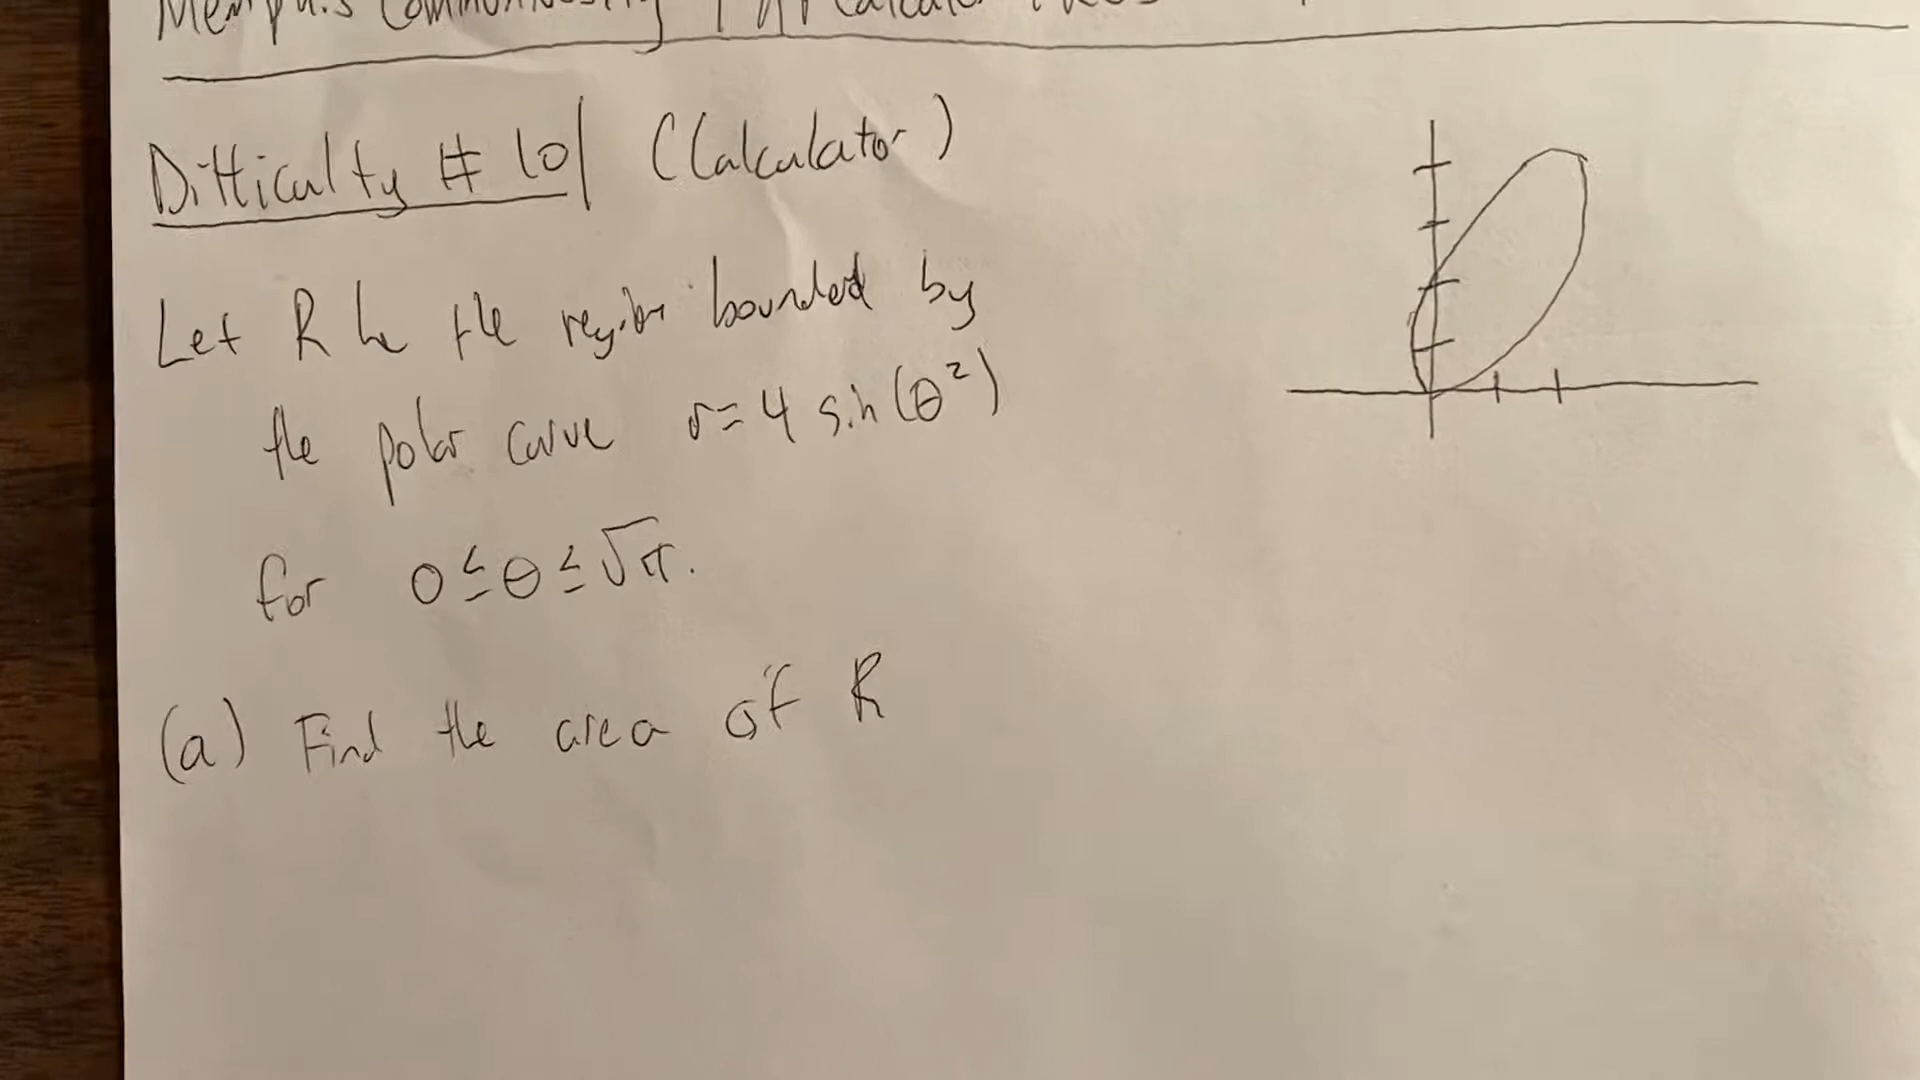 Memphis
Difficulty # 10 (Calculator)
Let R be the region bounded by
the polar curve r = 4 sin(θ²)
for 0 ≤ θ ≤ √π.
(a) Find the area of R